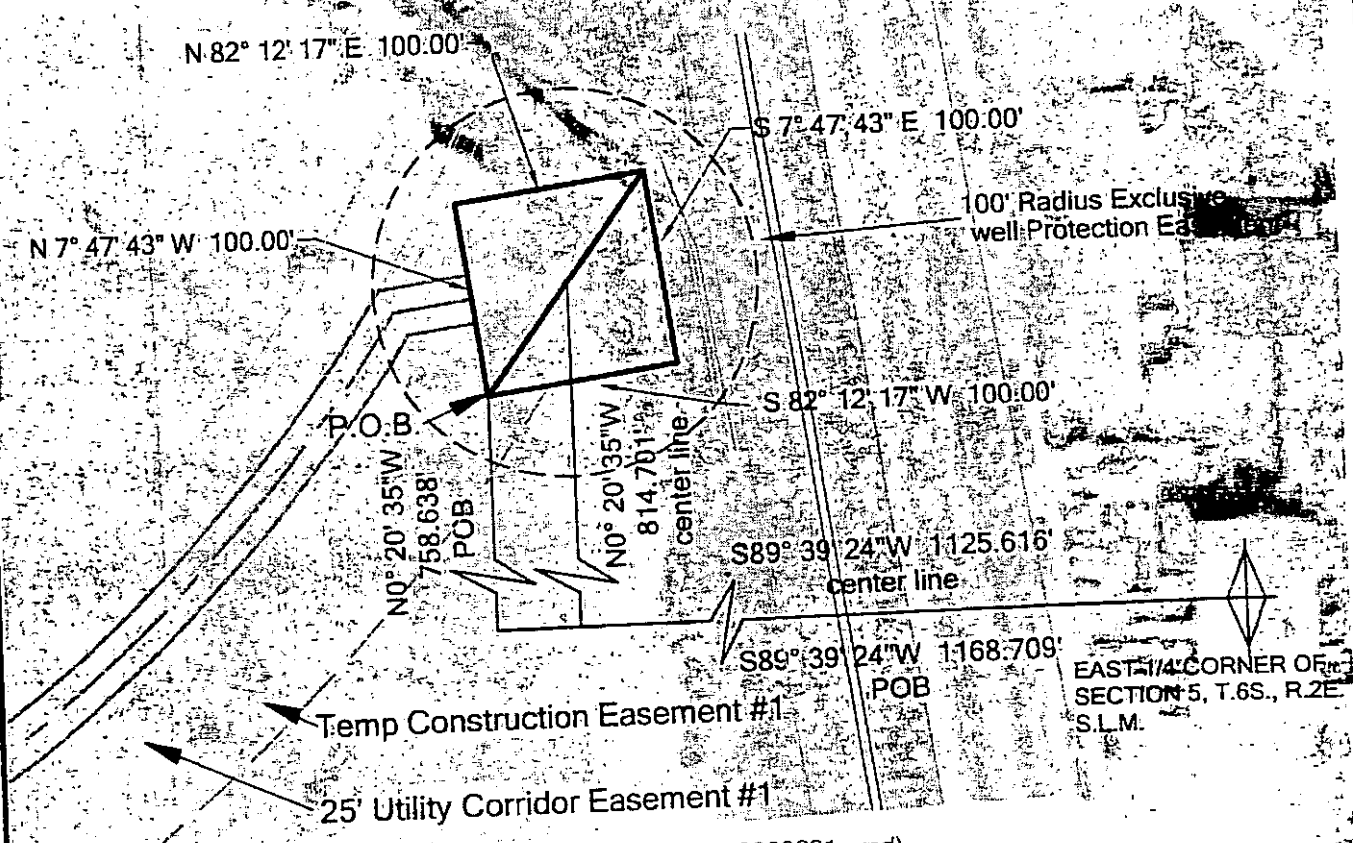 N 82° 12' 17" E 100.00'
S 7° 47' 43" E 100.00'
100' Radius Exclusive
well Protection
N 7° 47' 43" W 100.00'
S 82° 12' 17" W 100.00'
P.O.B.
N0° 20' 35"W
758.638'
POB
N0° 20' 35"W
814.701'
center line
S89° 39' 24"W 1125.616'
center line
S89° 39' 24"W 1168.709'
POB
EAST 1/4 CORNER OF
SECTION 5, T.6S., R.2E.
S.L.M.
Temp Construction Easement #1
25' Utility Corridor Easement #1